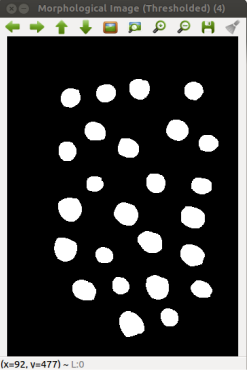 Morphological Image (Thresholded) (4)
(x=92, y=477) ~ L:0